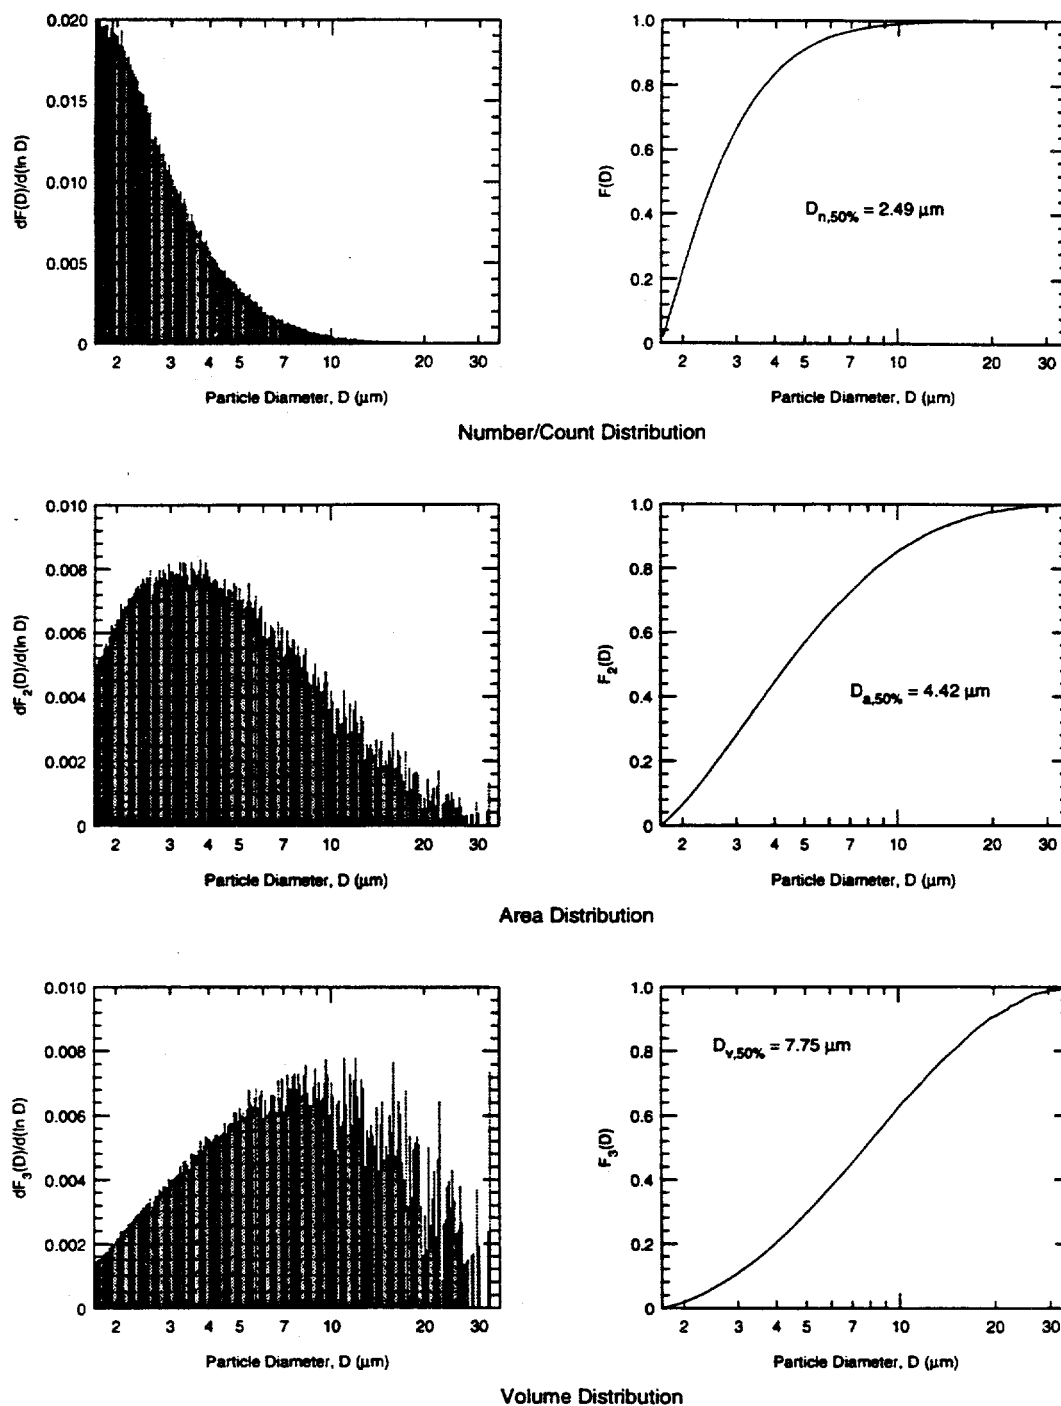 0.020
0.015
0.010
0.005
0
dF(D)/d(ln D)
2 3 4 5 7 10 20 30
Particle Diameter, D (μm)
1.0
0.8
0.6
0.4
0.2
0
F(D)
D_n,50% = 2.49 μm
2 3 4 5 6 7 10 20 30
Particle Diameter, D (μm)
Number/Count Distribution
0.010
0.008
0.006
0.004
0.002
0
dF_2(D)/d(ln D)
2 3 4 5 7 10 20 30
Particle Diameter, D (μm)
1.0
0.8
0.6
0.4
0.2
0
F_2(D)
D_a,50% = 4.42 μm
2 3 4 5 6 7 10 20 30
Particle Diameter, D (μm)
Area Distribution
0.010
0.008
0.006
0.004
0.002
0
dF_3(D)/d(ln D)
2 3 4 5 7 10 20 30
Particle Diameter, D (μm)
1.0
0.8
0.6
0.4
0.2
0
F_3(D)
D_v,50% = 7.75 μm
2 3 4 5 6 7 10 20 30
Particle Diameter, D (μm)
Volume Distribution